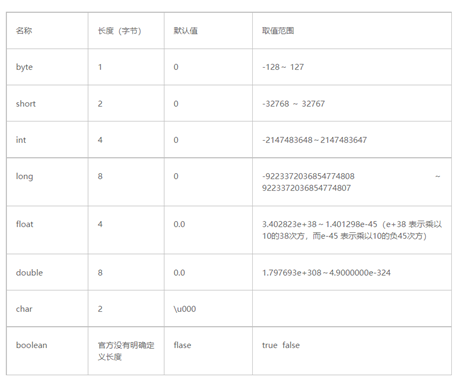 名称 长度（字节） 默认值 取值范围
byte 1 0 -128～ 127
short 2 0 -32768 ～ 32767
int 4 0 -2147483648～2147483647
long 8 0 -9223372036854774808 ～
9223372036854774807
float 4 0.0 3.402823e+38～1.401298e-45（e+38 表示乘以
10的38次方，而e-45 表示乘以10的负45次方）
double 8 0.0 1.797693e+308～4.9000000e-324
char 2 \u000
boolean 官方没有明确定 flase true false
义长度